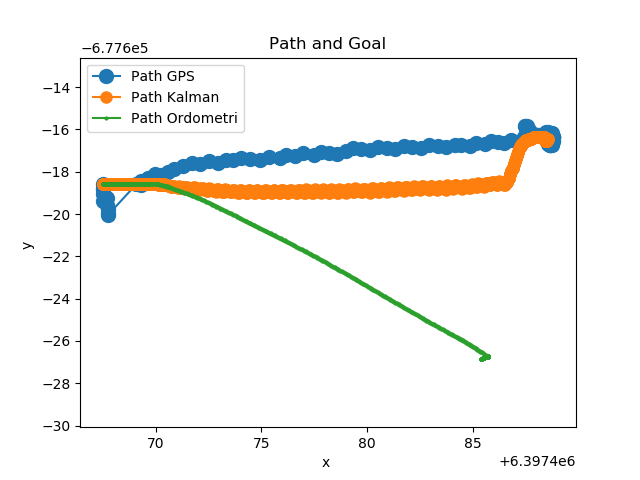 Path and Goal
−6.776e5
Path GPS
Path Kalman
Path Ordometri
−14
−16
−18
−20
−22
−24
−26
−28
−30
y
70 75 80 85
x
+6.3974e6